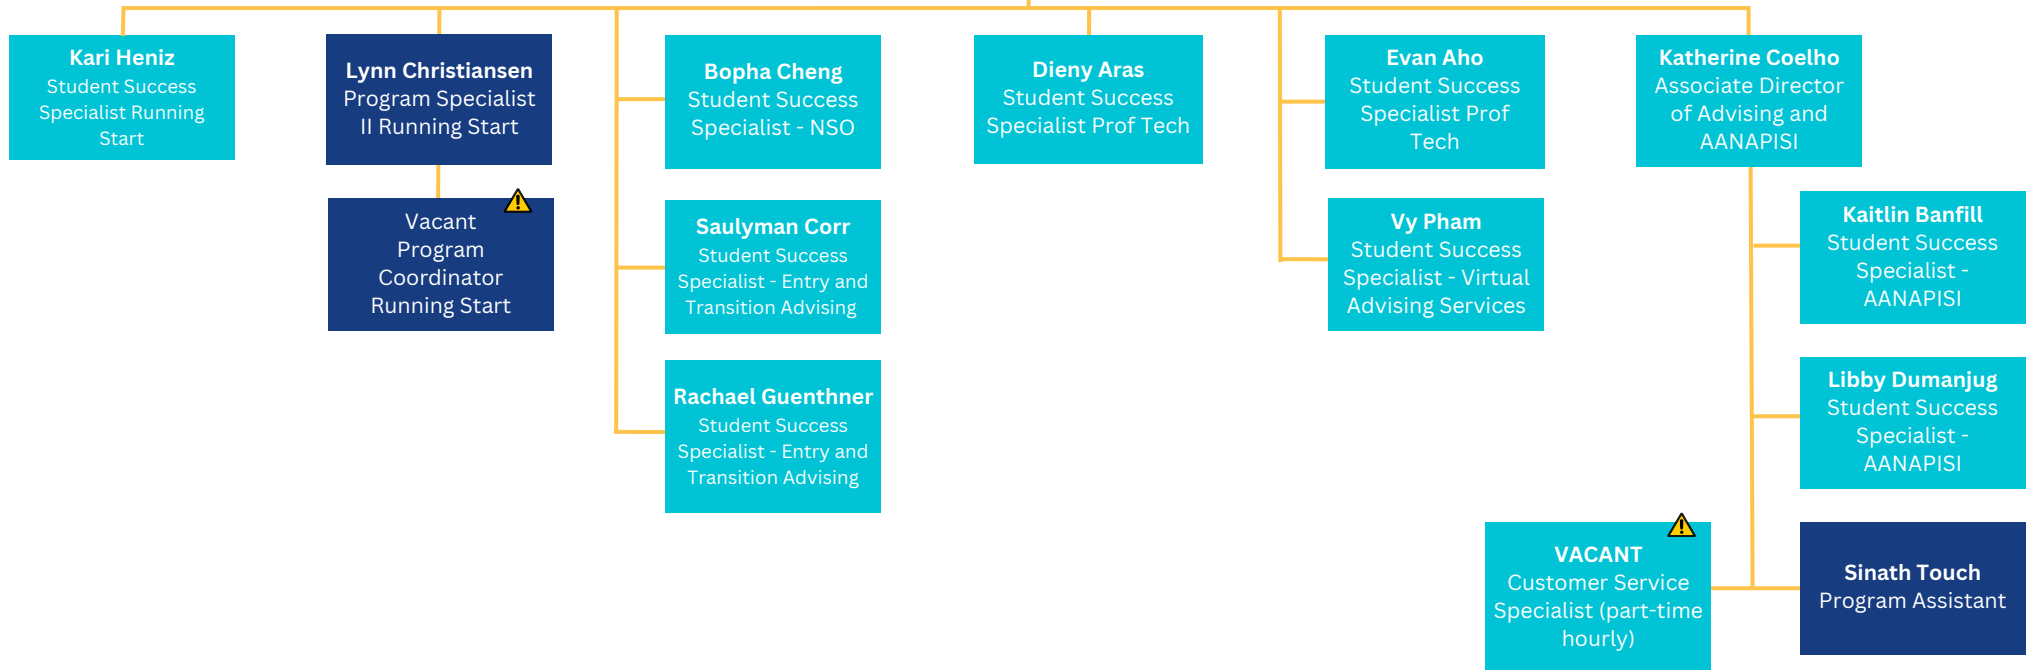 Kari Heniz
Student Success
Specialist Running
Start
Lynn Christiansen
Program Specialist
II Running Start
Vacant
Program
Coordinator
Running Start
Bopha Cheng
Student Success
Specialist - NSO
Saulyman Corr
Student Success
Specialist - Entry and
Transition Advising
Rachael Guenthner
Student Success
Specialist - Entry and
Transition Advising
Dieny Aras
Student Success
Specialist Prof Tech
Evan Aho
Student Success
Specialist Prof
Tech
Vy Pham
Student Success
Specialist - Virtual
Advising Services
Katherine Coelho
Associate Director
of Advising and
AANAPISI
Kaitlin Banfill
Student Success
Specialist -
AANAPISI
Libby Dumanjug
Student Success
Specialist -
AANAPISI
VACANT
Customer Service
Specialist (part-time
hourly)
Sinath Touch
Program Assistant